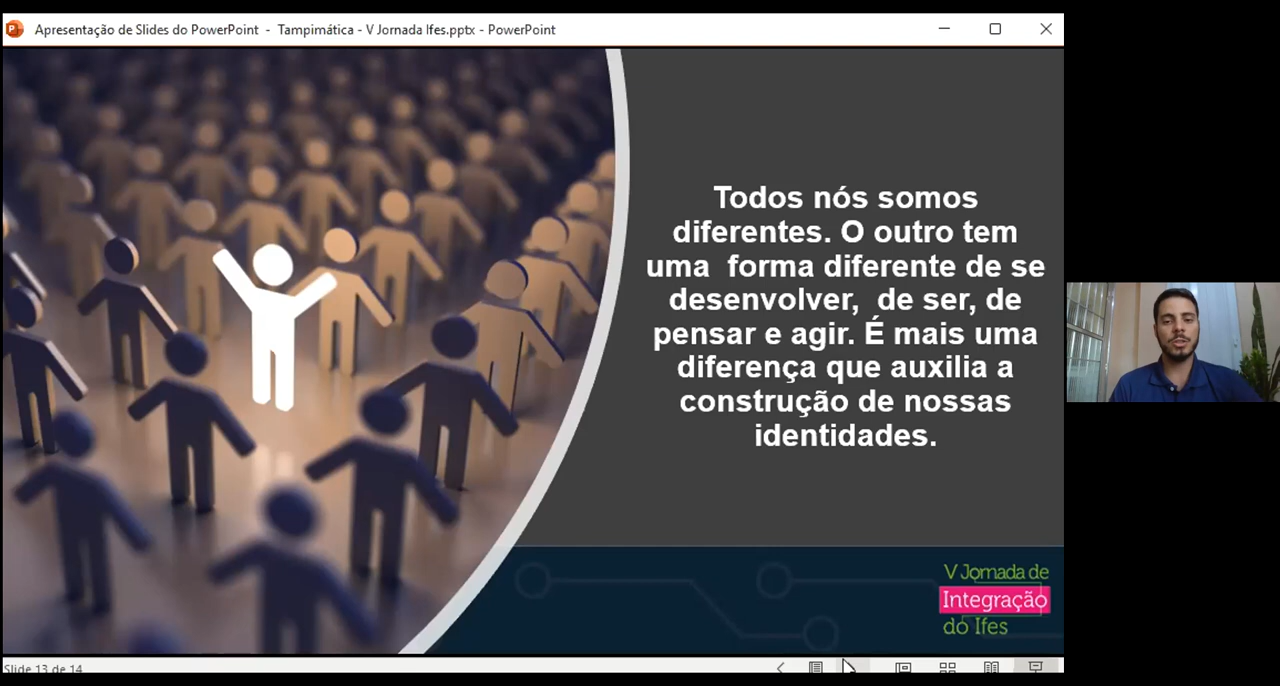 Apresentação de Slides do PowerPoint - Tampimática - V Jornada Ifes.pptx - PowerPoint
Todos nós somos
diferentes. O outro tem
uma forma diferente de se
desenvolver, de ser, de
pensar e agir. É mais uma
diferença que auxilia a
construção de nossas
identidades.
V Jornada de
Integração
do Ifes
Slide 13 de 14